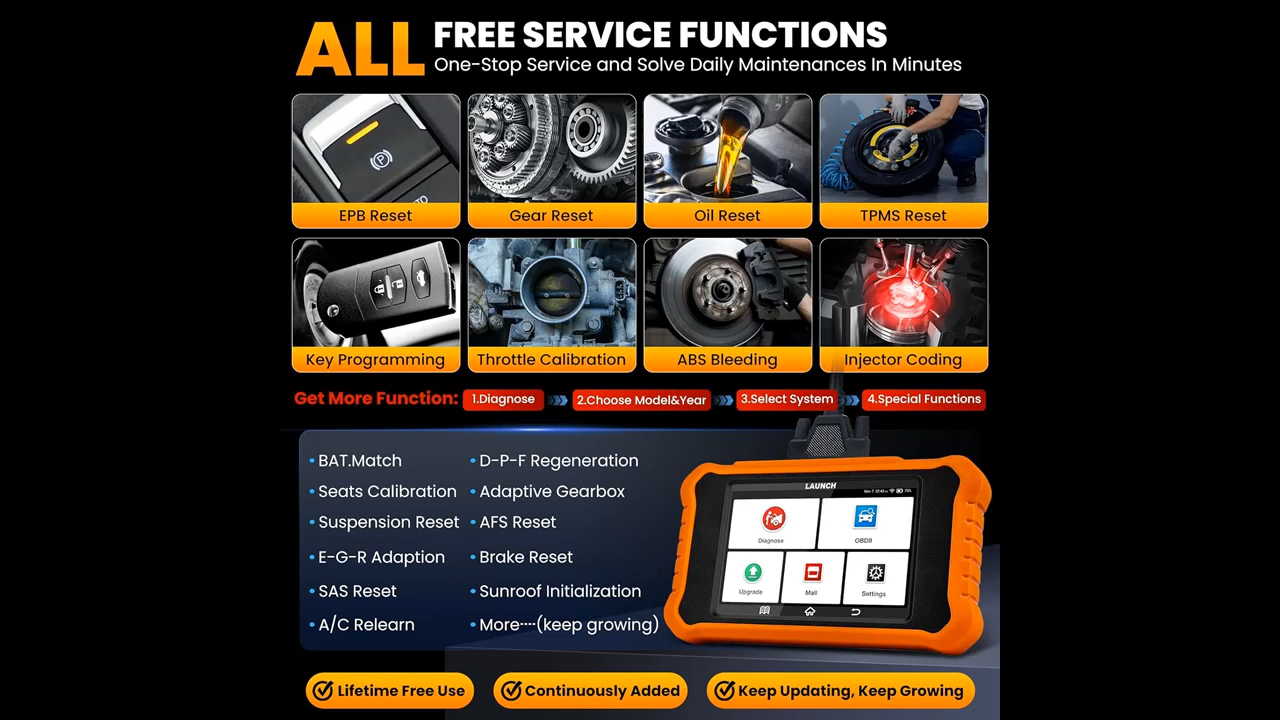 ALL FREE SERVICE FUNCTIONS
One-Stop Service and Solve Daily Maintenances In Minutes
EPB Reset
Gear Reset
Oil Reset
TPMS Reset
Key Programming
Throttle Calibration
ABS Bleeding
Injector Coding
Get More Function: 1.Diagnose 2.Choose Model&Year 3.Select System 4.Special Functions
• BAT.Match
• D-P-F Regeneration
• Seats Calibration
• Adaptive Gearbox
• Suspension Reset
• AFS Reset
• E-G-R Adaption
• Brake Reset
• SAS Reset
• Sunroof Initialization
• A/C Relearn
• More····(keep growing)
LAUNCH
Diagnose
OBDII
Upgrade
Mall
Settings
Lifetime Free Use
Continuously Added
Keep Updating, Keep Growing